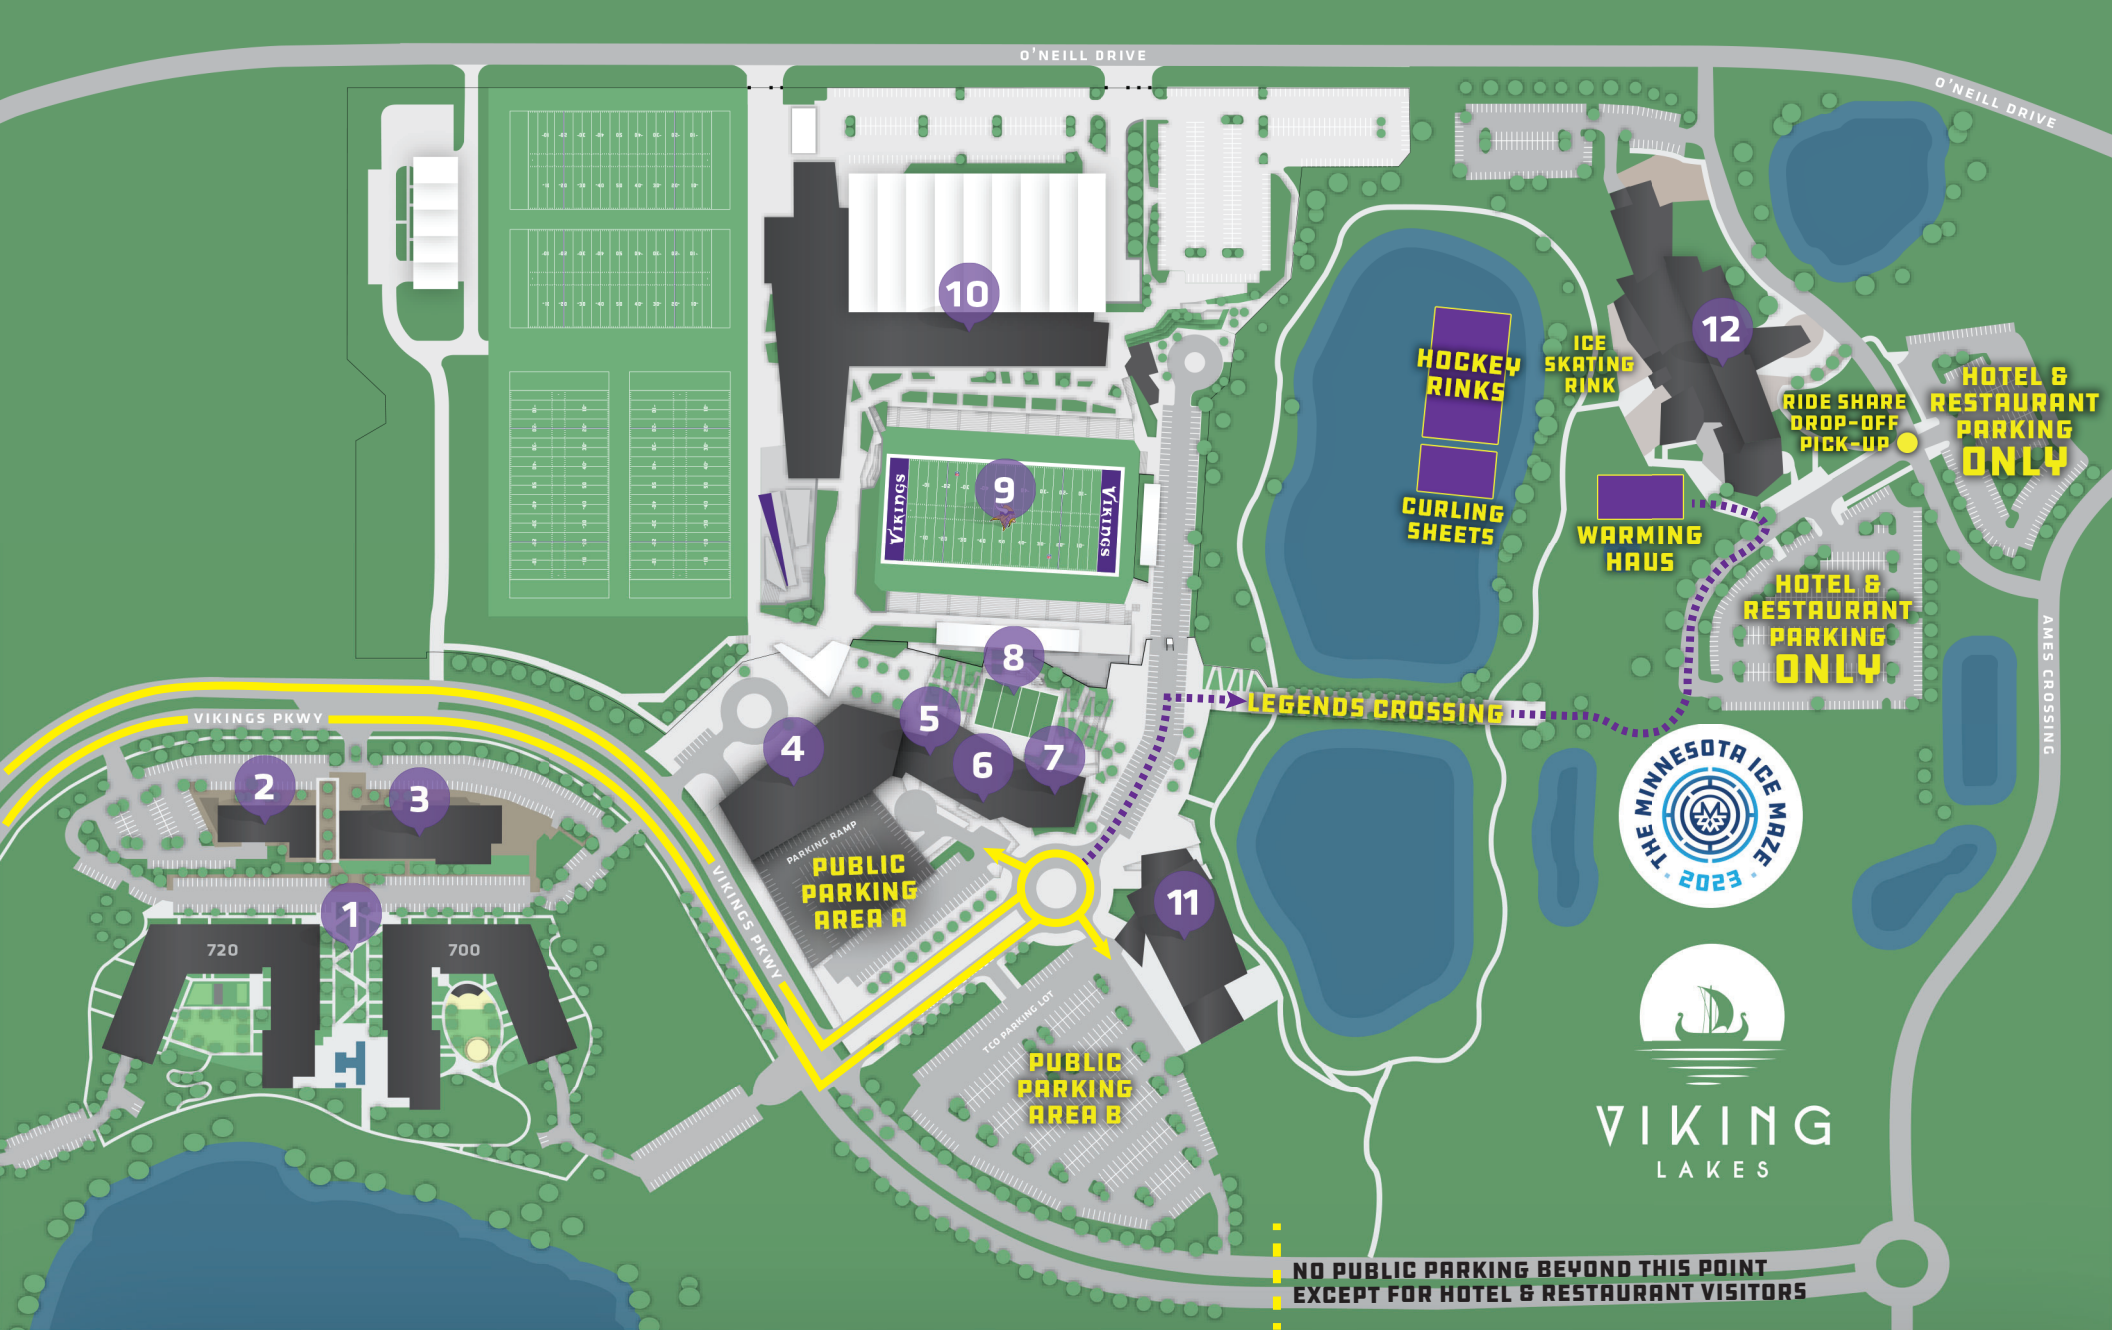 O'NEILL DRIVE
O'NEILL DRIVE
10
12
HOCKEY
RINKS
ICE
SKATING
RINK
HOTEL &
RESTAURANT
PARKING
ONLY
RIDE SHARE
DROP-OFF
PICK-UP
VIKINGS
9
VIKINGS
CURLING
SHEETS
WARMING
HAUS
HOTEL &
RESTAURANT
PARKING
ONLY
AMES CROSSING
8
5
6
7
4
LEGENDS CROSSING
VIKINGS PKWY
2
3
THE MINNESOTA ICE MAZE
2023
PARKING RAMP
PUBLIC
PARKING
AREA A
VIKINGS PKWY
1
11
720
700
TCO PARKING LOT
PUBLIC
PARKING
AREA B
VIKING
LAKES
NO PUBLIC PARKING BEYOND THIS POINT
EXCEPT FOR HOTEL & RESTAURANT VISITORS